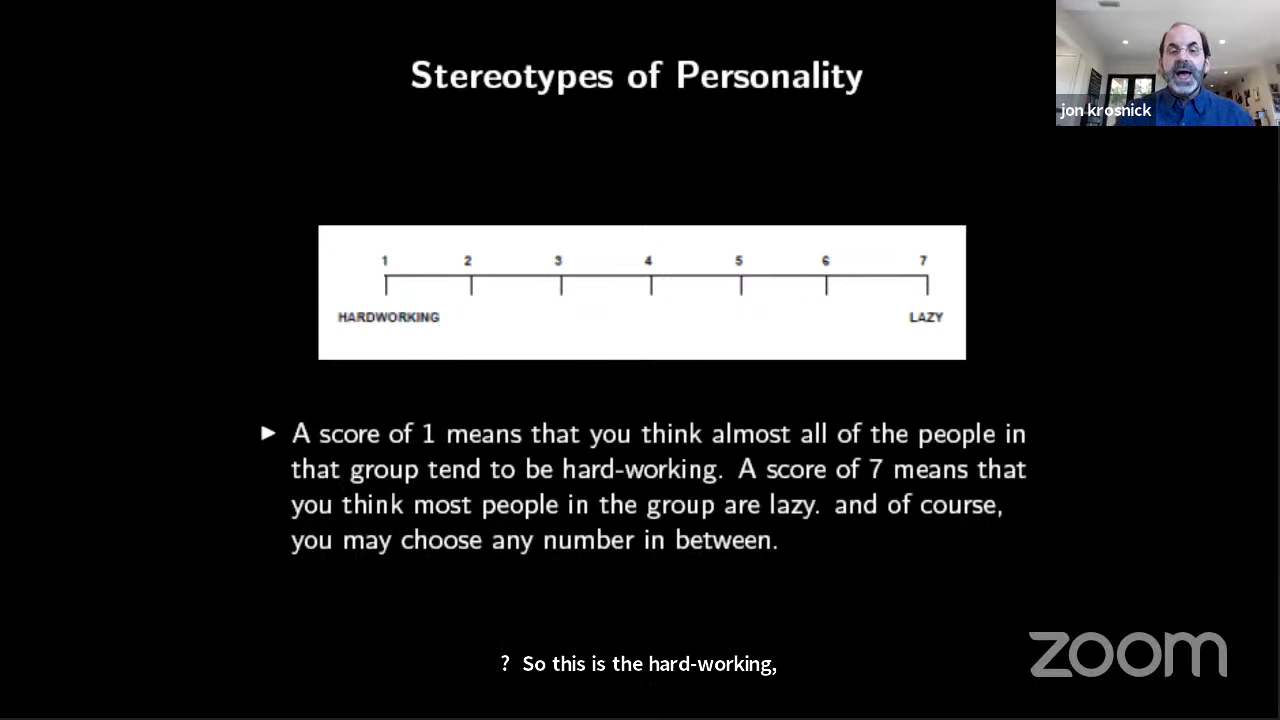 Stereotypes of Personality
jon krosnick
1 2 3 4 5 6 7
HARDWORKING LAZY
A score of 1 means that you think almost all of the people in
that group tend to be hard-working. A score of 7 means that
you think most people in the group are lazy. and of course,
you may choose any number in between.
? So this is the hard-working,
zoom